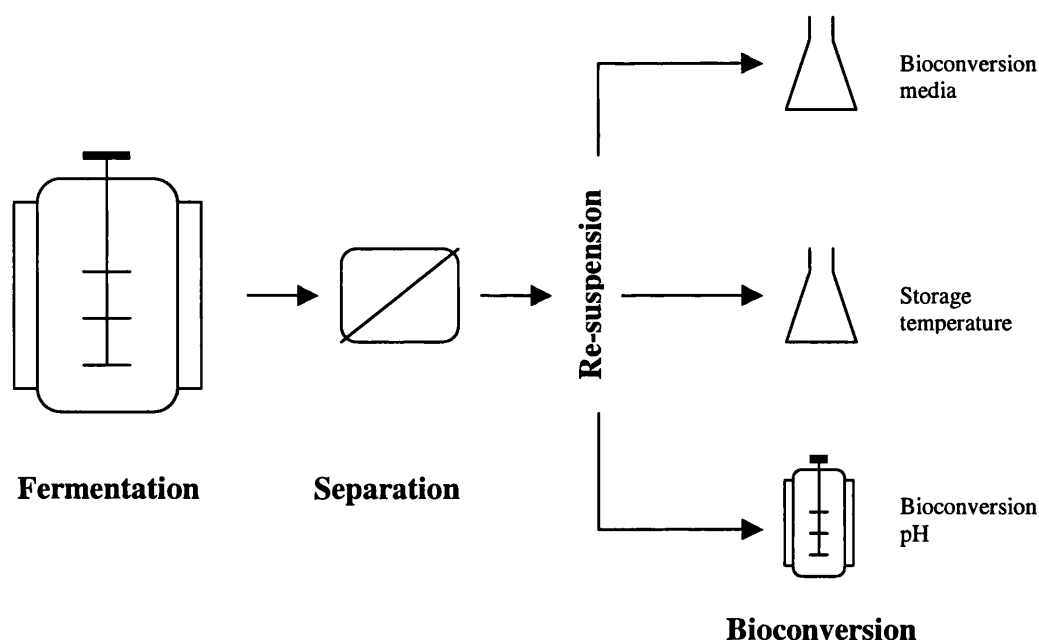 Bioconversion
media
Re-suspension
Storage
temperature
Fermentation
Separation
Bioconversion
pH
Bioconversion